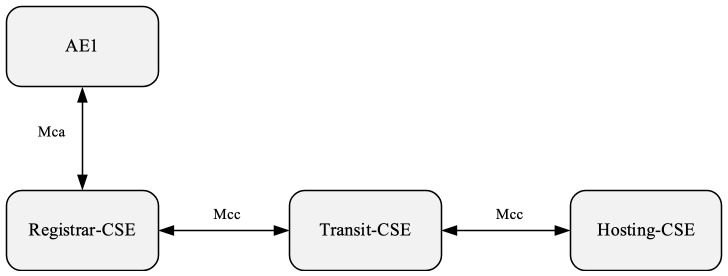 AE1
Mca
Registrar-CSE
Mcc
Transit-CSE
Mcc
Hosting-CSE